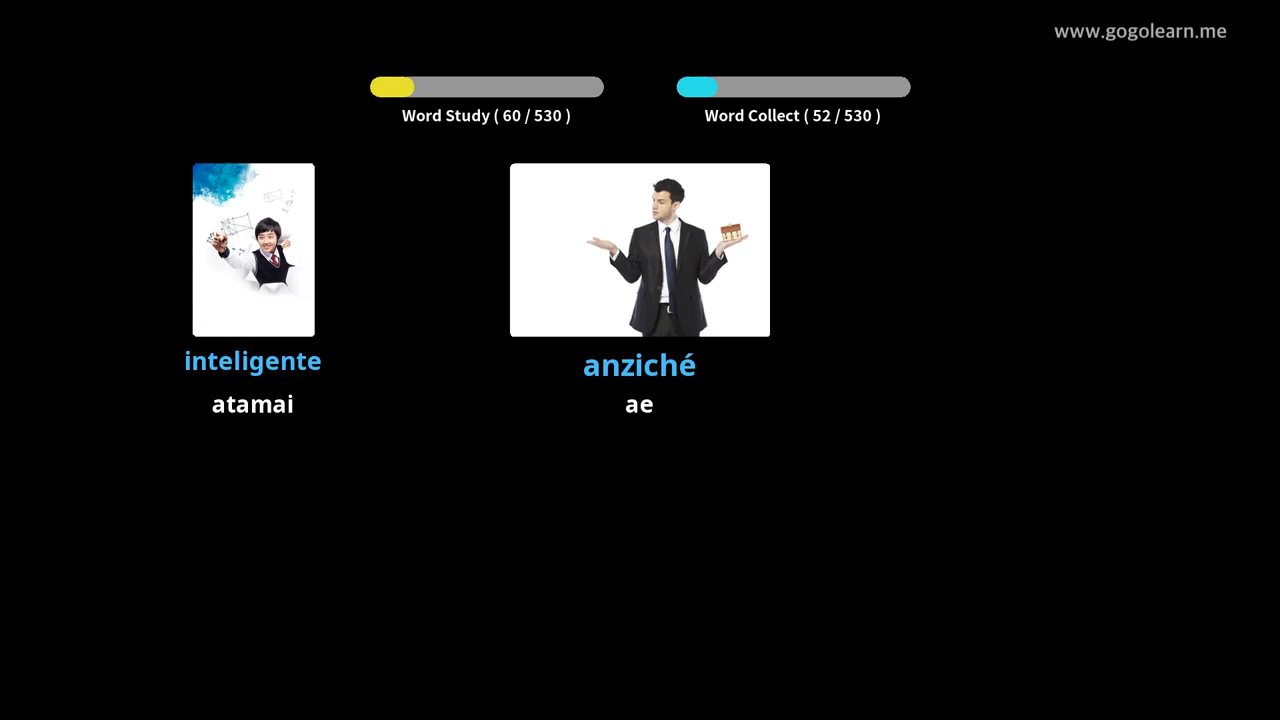 www.gogolearn.me
Word Study ( 60 / 530 )
Word Collect ( 52 / 530 )
inteligente
atamai
anziché
ae